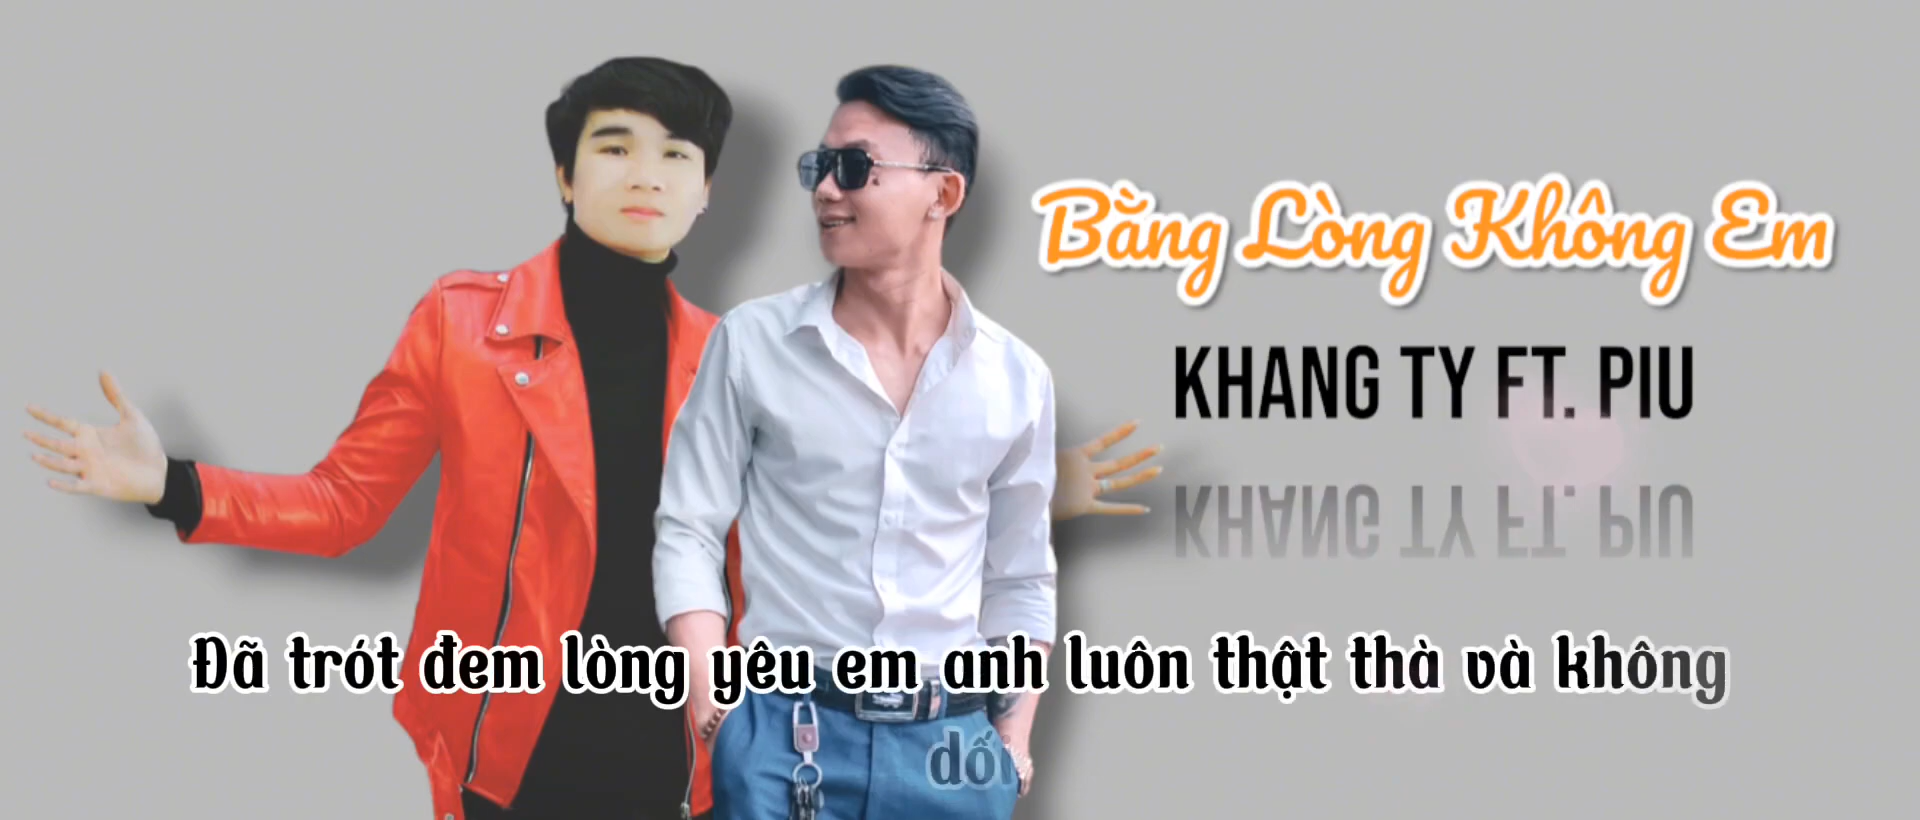 Bằng Lòng Không Em
KHANG TY FT. PIU
KHANG TY FT. PIU
Đã trót đem lòng yêu em anh luôn thật thà và không
dối